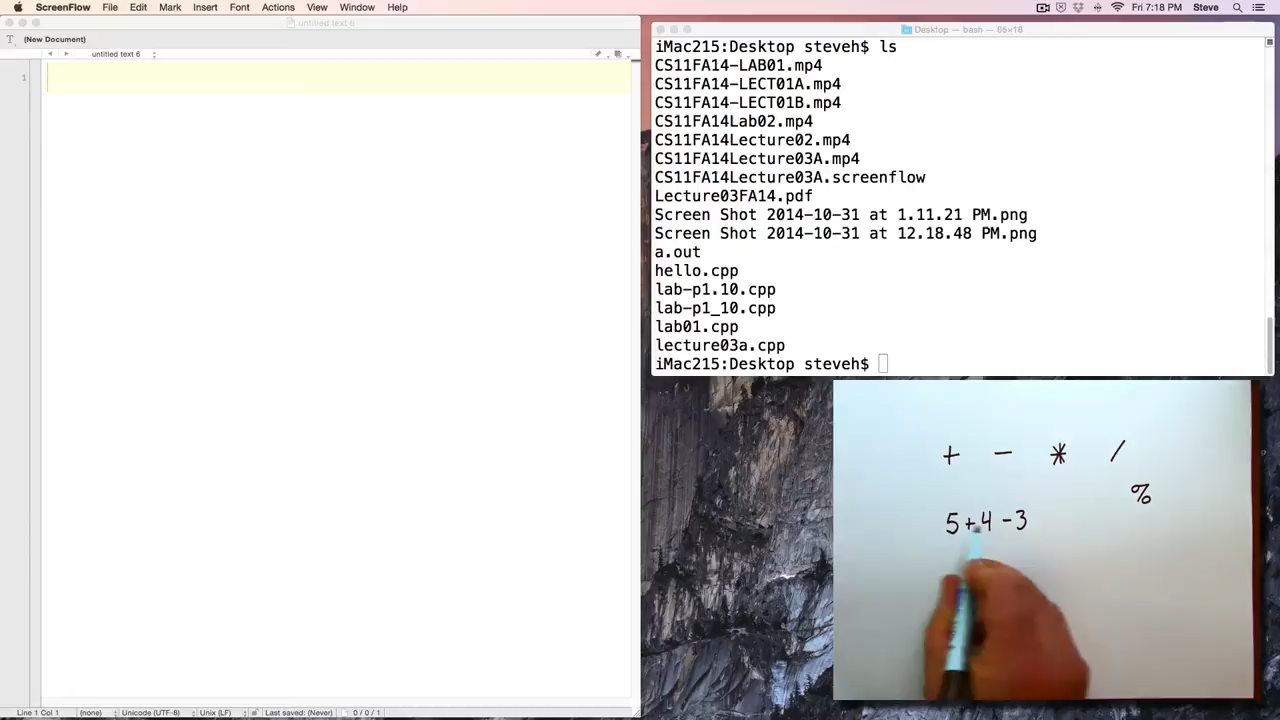 ScreenFlow File Edit Mark Insert Font Actions View Window Help Fri 7:18 PM Steve
untitled text 6
(New Document)
untitled text 6
1
Line 1 Col 1 (none) Unicode (UTF-8) Unix (LF) Last saved: (Never) 0 / 0 / 1
Desktop — bash — 65×18
iMac215:Desktop steveh$ ls
CS11FA14-LAB01.mp4
CS11FA14-LECT01A.mp4
CS11FA14-LECT01B.mp4
CS11FA14Lab02.mp4
CS11FA14Lecture02.mp4
CS11FA14Lecture03A.mp4
CS11FA14Lecture03A.screenflow
Lecture03FA14.pdf
Screen Shot 2014-10-31 at 1.11.21 PM.png
Screen Shot 2014-10-31 at 12.18.48 PM.png
a.out
hello.cpp
lab-p1.10.cpp
lab-p1_10.cpp
lab01.cpp
lecture03a.cpp
iMac215:Desktop steveh$
+ - * /
%
5+4-3